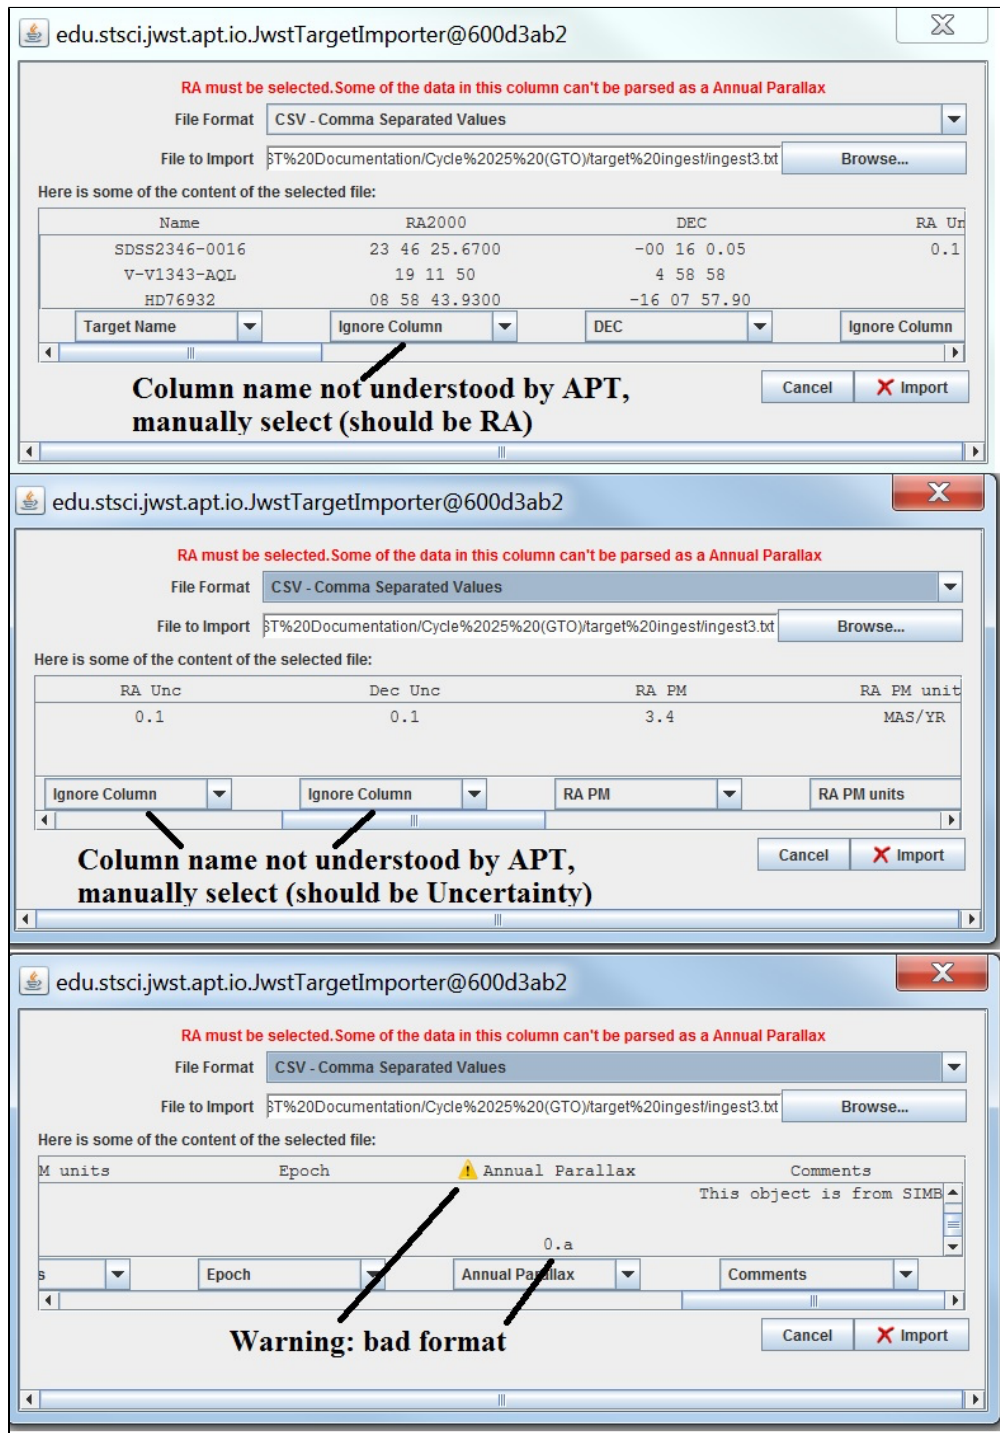 edu.stsci.jwst.apt.io.JwstTargetImporter@600d3ab2
RA must be selected.Some of the data in this column can't be parsed as a Annual Parallax
File Format CSV - Comma Separated Values
File to Import ST%20Documentation/Cycle%2025%20(GTO)/target%20ingest/ingest3.txt Browse...
Here is some of the content of the selected file:
Name RA2000 DEC RA Un
SDSS2346-0016 23 46 25.6700 -00 16 0.05 0.1
V-V1343-AQL 19 11 50 4 58 58
HD76932 08 58 43.9300 -16 07 57.90
Target Name Ignore Column DEC Ignore Column
Column name not understood by APT,
manually select (should be RA)
Cancel Import
edu.stsci.jwst.apt.io.JwstTargetImporter@600d3ab2
RA must be selected.Some of the data in this column can't be parsed as a Annual Parallax
File Format CSV - Comma Separated Values
File to Import ST%20Documentation/Cycle%2025%20(GTO)/target%20ingest/ingest3.txt Browse...
Here is some of the content of the selected file:
RA Unc Dec Unc RA PM RA PM unit
0.1 0.1 3.4 MAS/YR
Ignore Column Ignore Column RA PM RA PM units
Column name not understood by APT,
manually select (should be Uncertainty)
Cancel Import
edu.stsci.jwst.apt.io.JwstTargetImporter@600d3ab2
RA must be selected.Some of the data in this column can't be parsed as a Annual Parallax
File Format CSV - Comma Separated Values
File to Import ST%20Documentation/Cycle%2025%20(GTO)/target%20ingest/ingest3.txt Browse...
Here is some of the content of the selected file:
M units Epoch Annual Parallax Comments
This object is from SIMB
0.a
s Epoch Annual Parallax Comments
Warning: bad format
Cancel Import